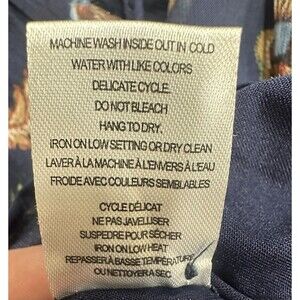 MACHINE WASH INSIDE OUT IN COLD
WATER WITH LIKE COLORS
DELICATE CYCLE.
DO NOT BLEACH
HANG TO DRY.
IRON ON LOW SETTING OR DRY CLEAN
LAVER À LA MACHINE À L'ENVERS À L'EAU
FROIDE AVEC COULEURS SEMBLABLES
CYCLE DÉLICAT
NE PAS JAVELLISER
SUSPEDRE POUR SÉCHER
IRON ON LOW HEAT
REPASSER À BASSE TEMPÉRATURE
OU NETTOYER A SEC